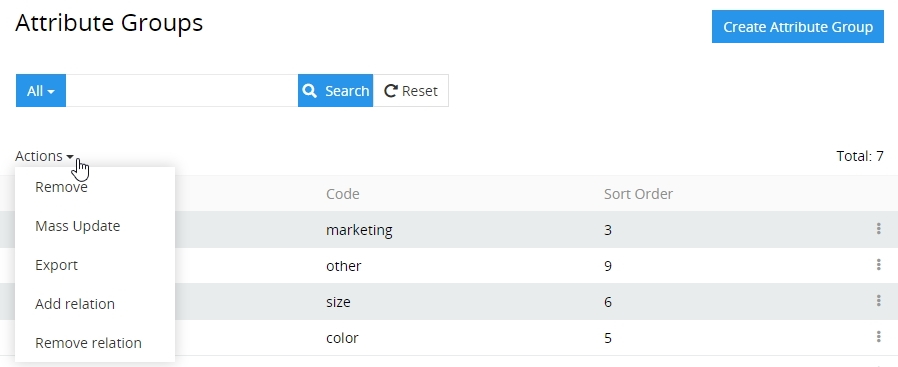 Attribute Groups
Create Attribute Group
All Search Reset
Actions Total: 7
Remove Code Sort Order
Mass Update marketing 3
Export other 9
Add relation size 6
Remove relation color 5